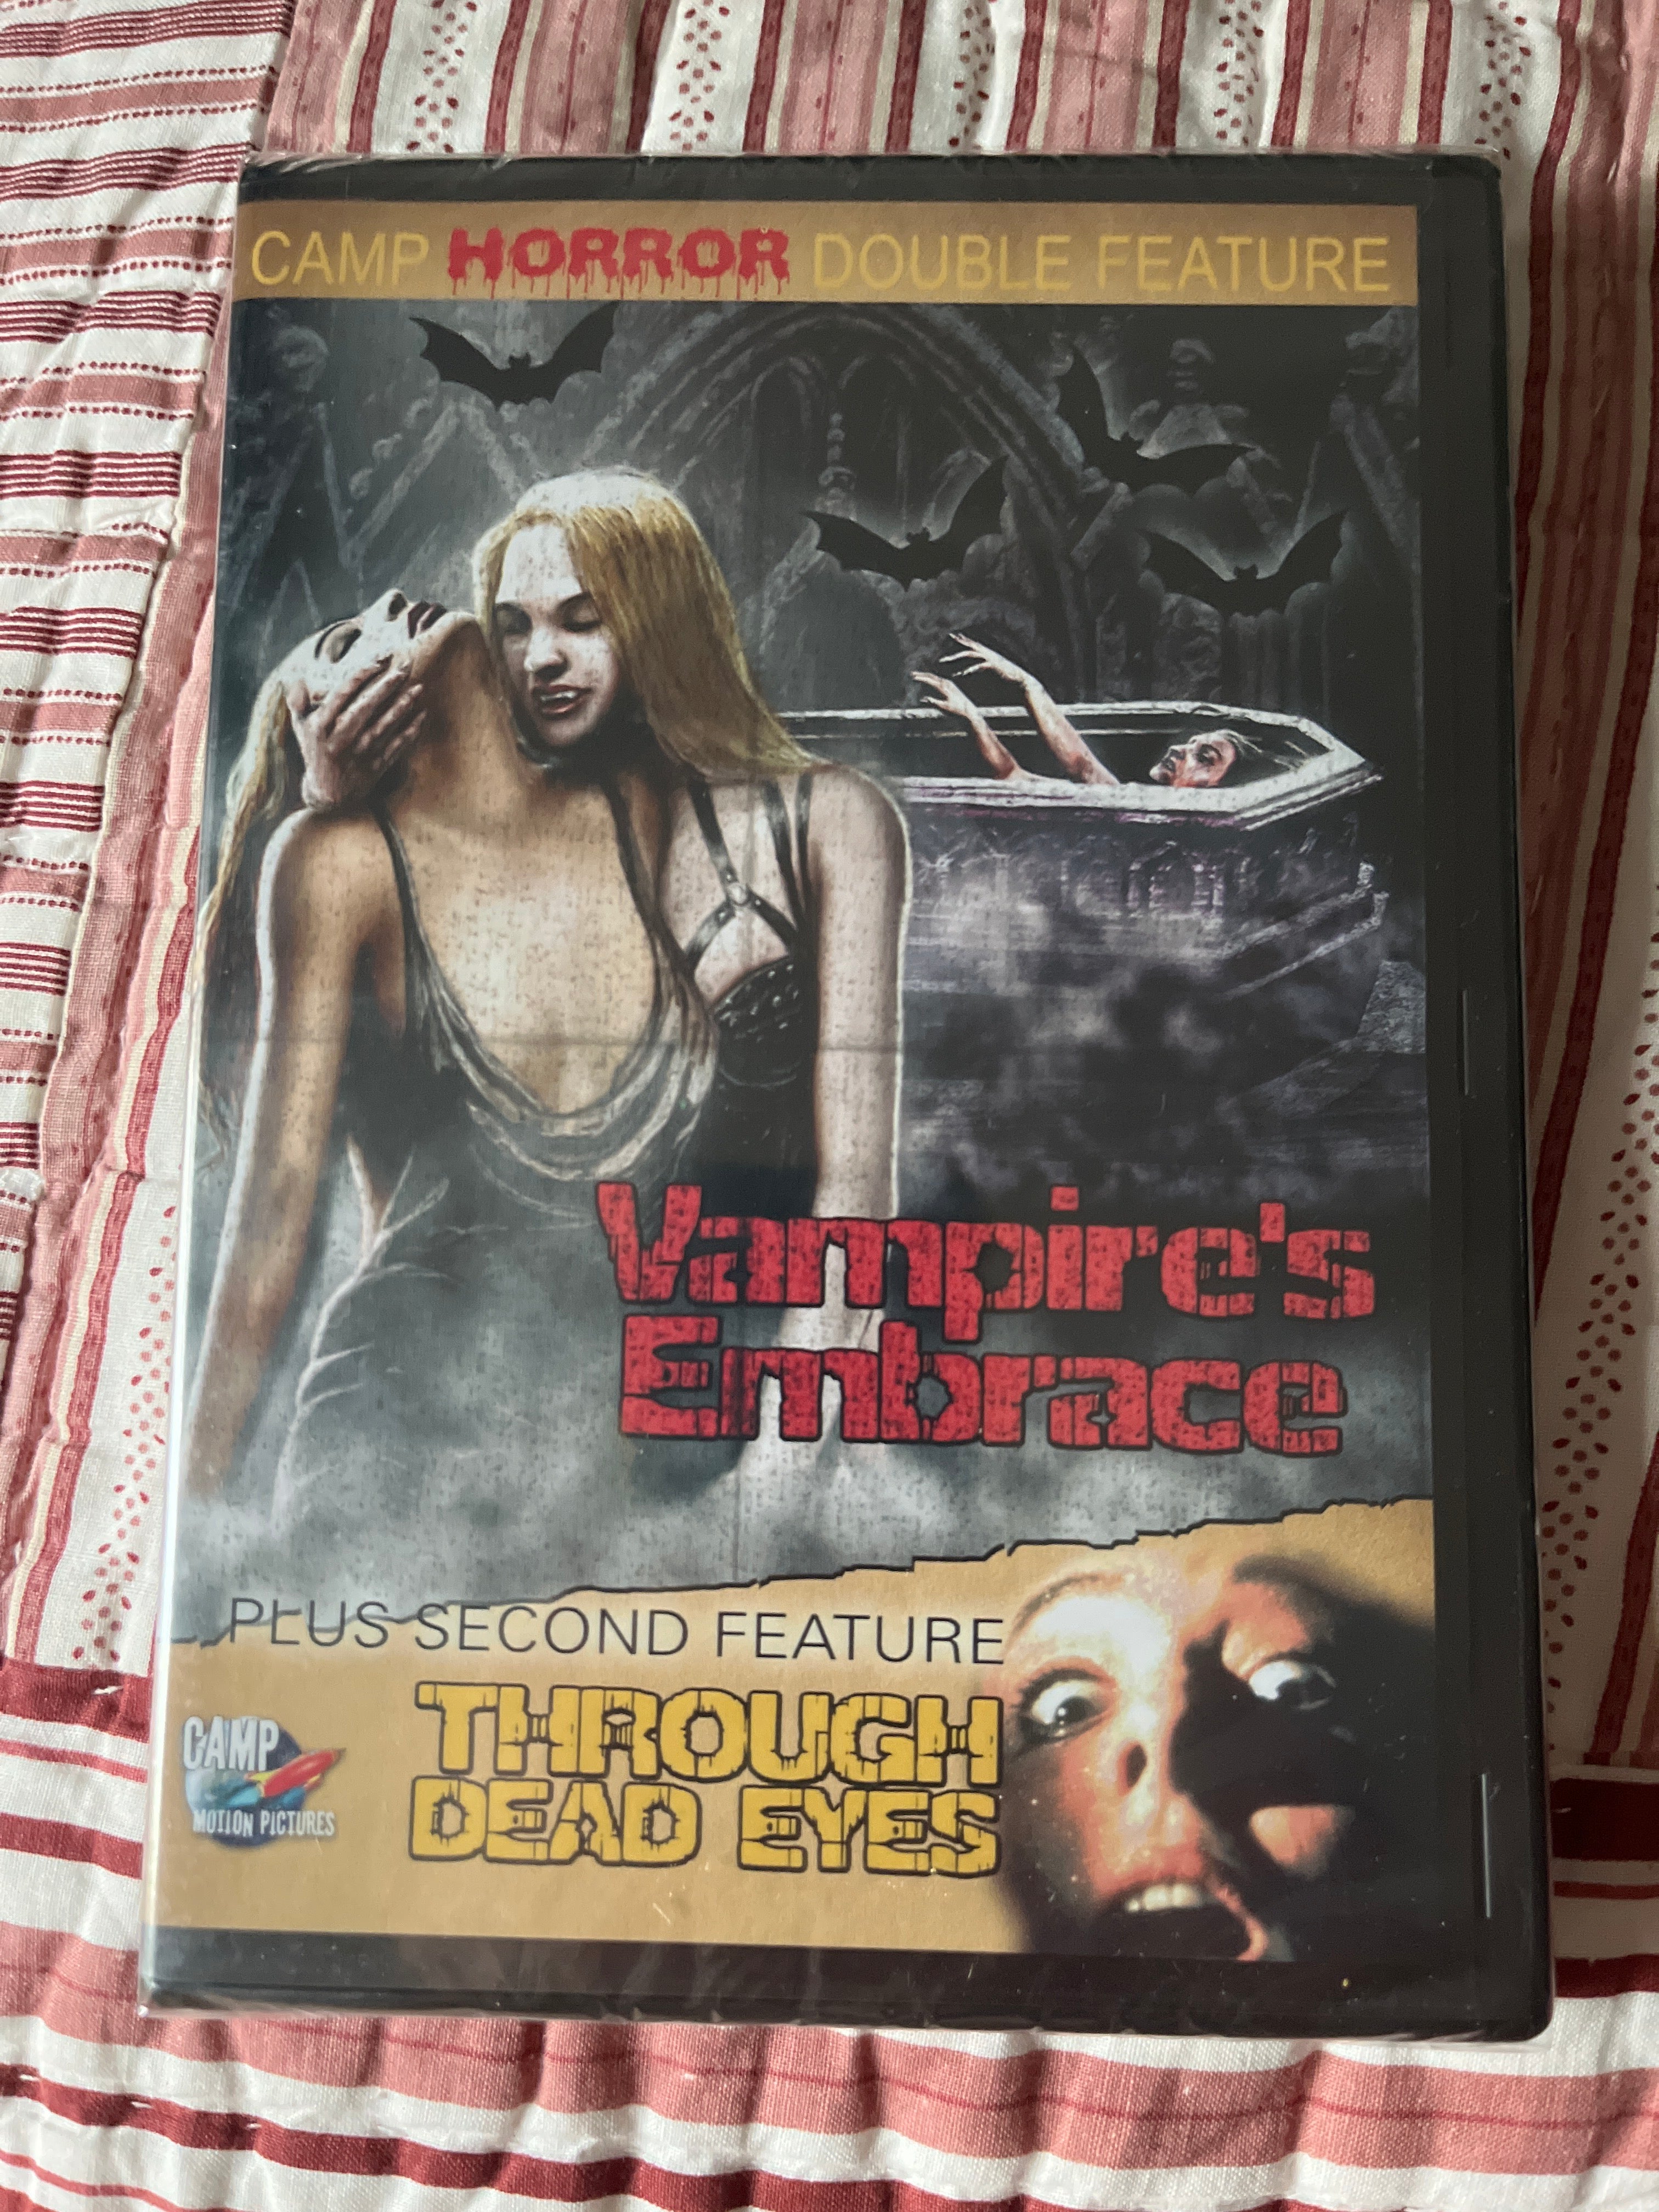 CAMP HORROR DOUBLE FEATURE
Vampire's
Embrace
PLUS SECOND FEATURE
THROUGH
DEAD EYES
CAMP
MOTION PICTURES